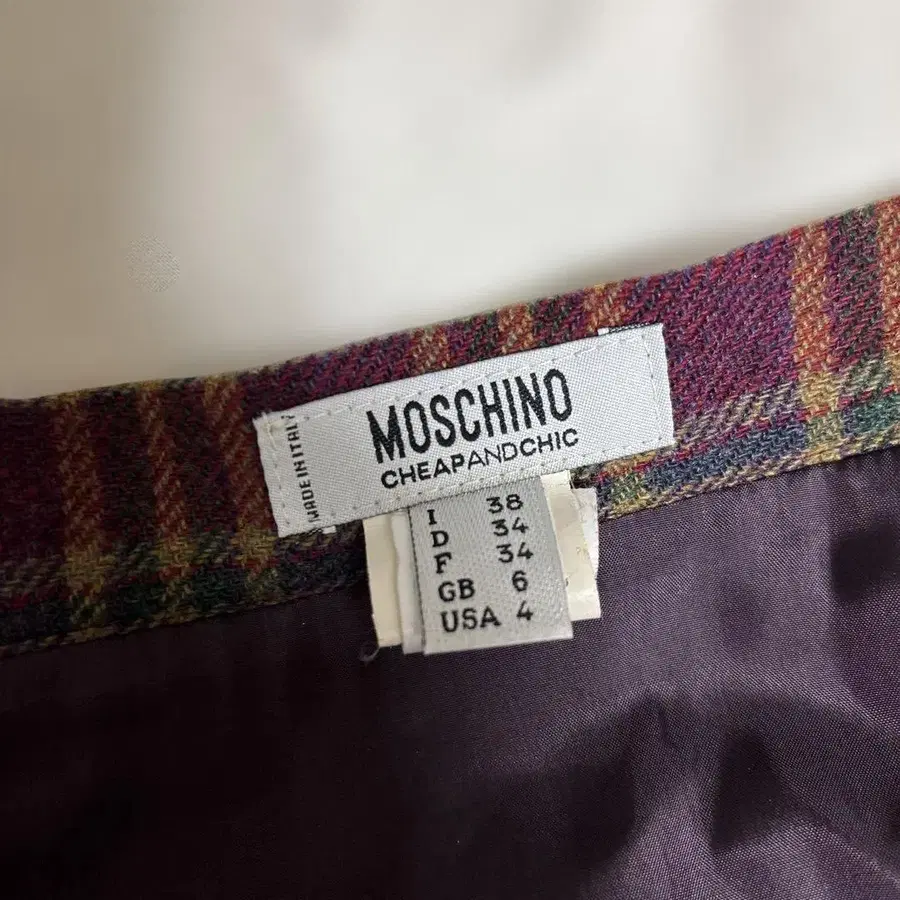 MADE IN ITALY
MOSCHINO
CHEAPANDCHIC
I 38
D 34
F 34
GB 6
USA 4